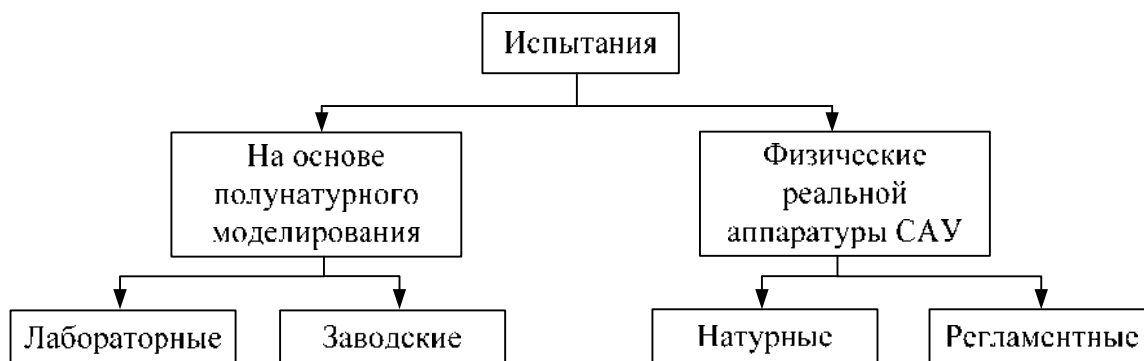 Испытания
На основе
полунатурного
моделирования
Физические
реальной
аппаратуры САУ
Лабораторные
Заводские
Натурные
Регламентные